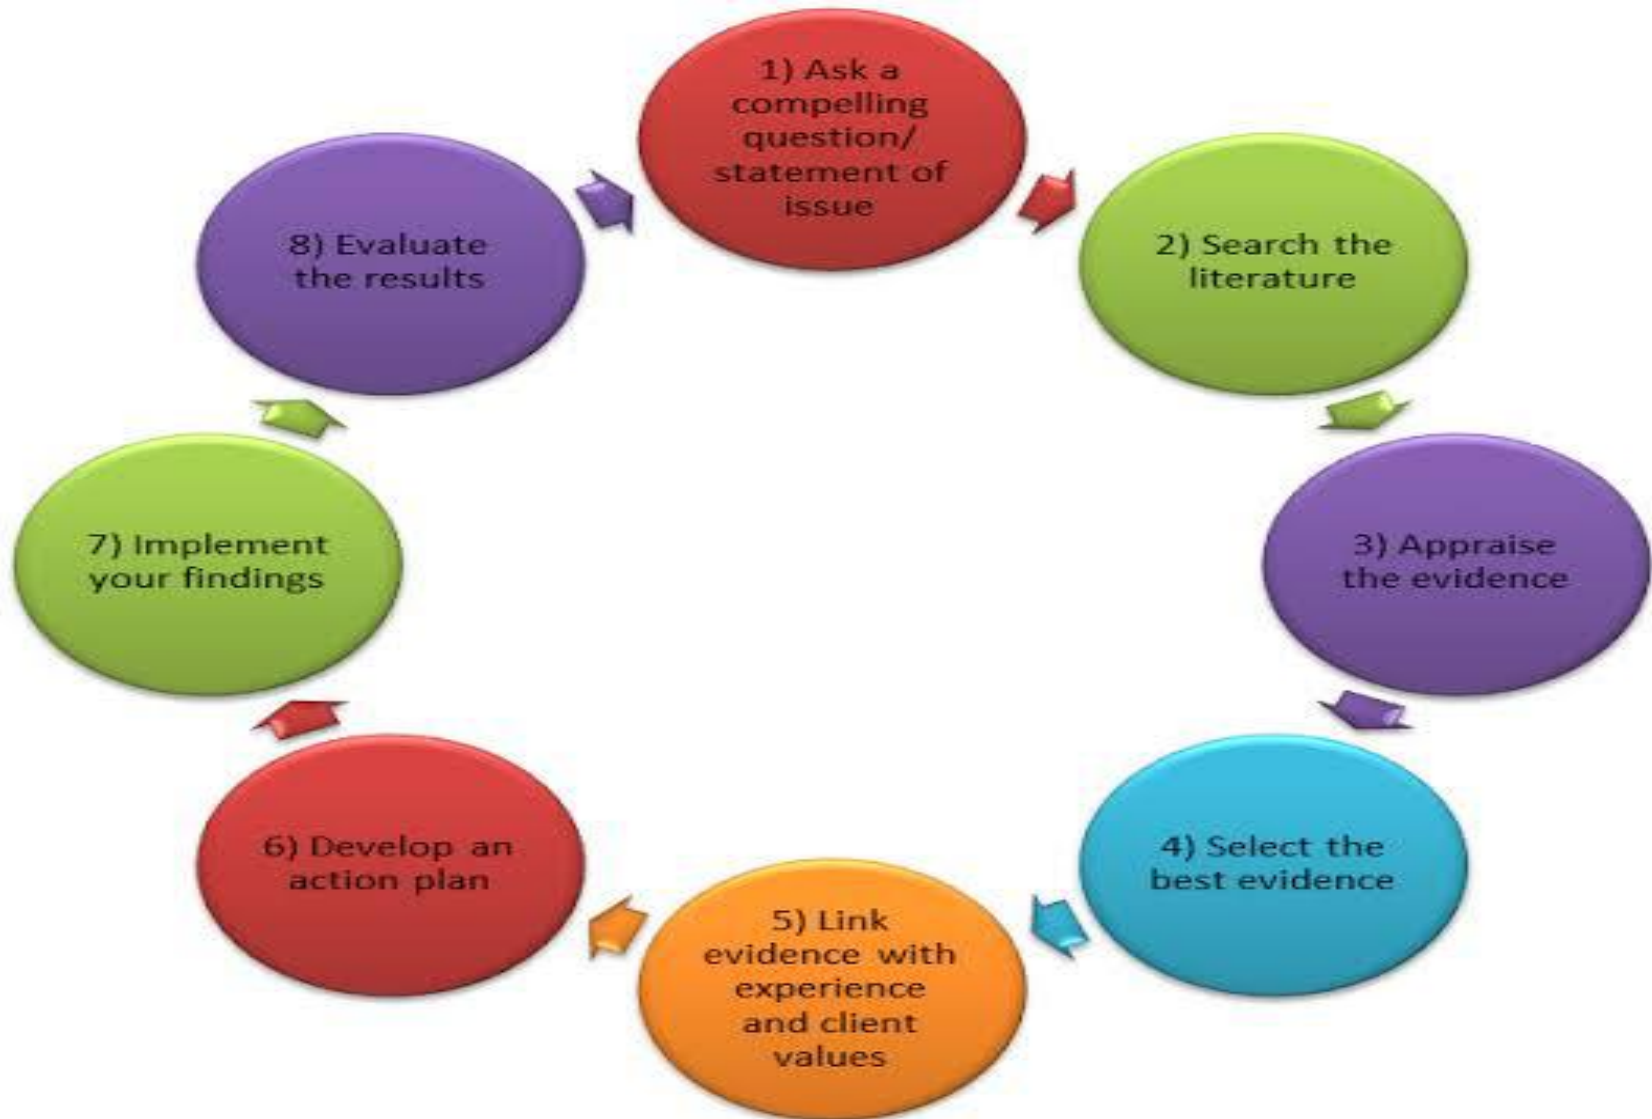 1) Ask a
compelling
question/
statement of
issue
2) Search the
literature
3) Appraise
the evidence
4) Select the
best evidence
5) Link
evidence with
experience
and client
values
6) Develop an
action plan
7) Implement
your findings
8) Evaluate
the results